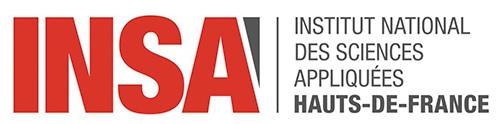 INSA
INSTITUT NATIONAL
DES SCIENCES
APPLIQUÉES
HAUTS-DE-FRANCE